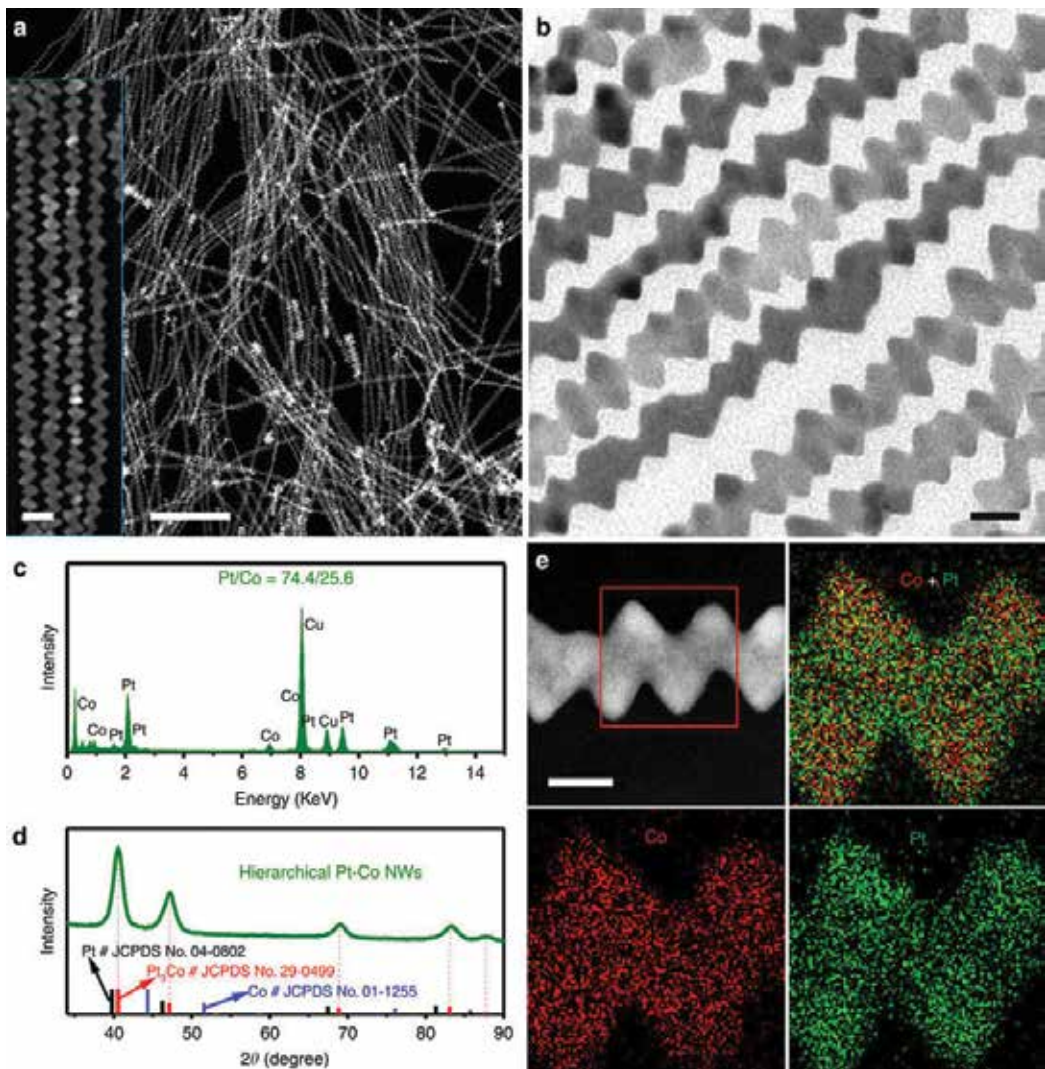 a
b
c
Pt/Co = 74.4/25.6
Intensity
Co
Co
Pt
Pt
Pt
Co
Co
Cu
Pt
Cu
Pt
Pt
Pt
0 2 4 6 8 10 12 14
Energy (KeV)
d
Hierarchical Pt-Co NWs
Intensity
Pt # JCPDS No. 04-0802
Pt3Co # JCPDS No. 29-0499
Co # JCPDS No. 01-1255
40 50 60 70 80 90
2θ (degree)
e
Co + Pt
Co
Pt